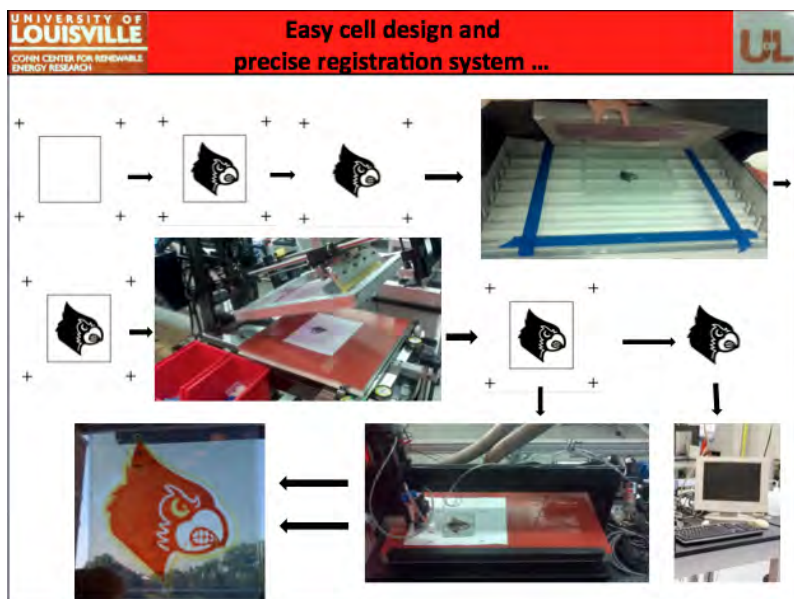 UNIVERSITY OF
LOUISVILLE
CONN CENTER FOR RENEWABLE
ENERGY RESEARCH
Easy cell design and
precise registration system ...